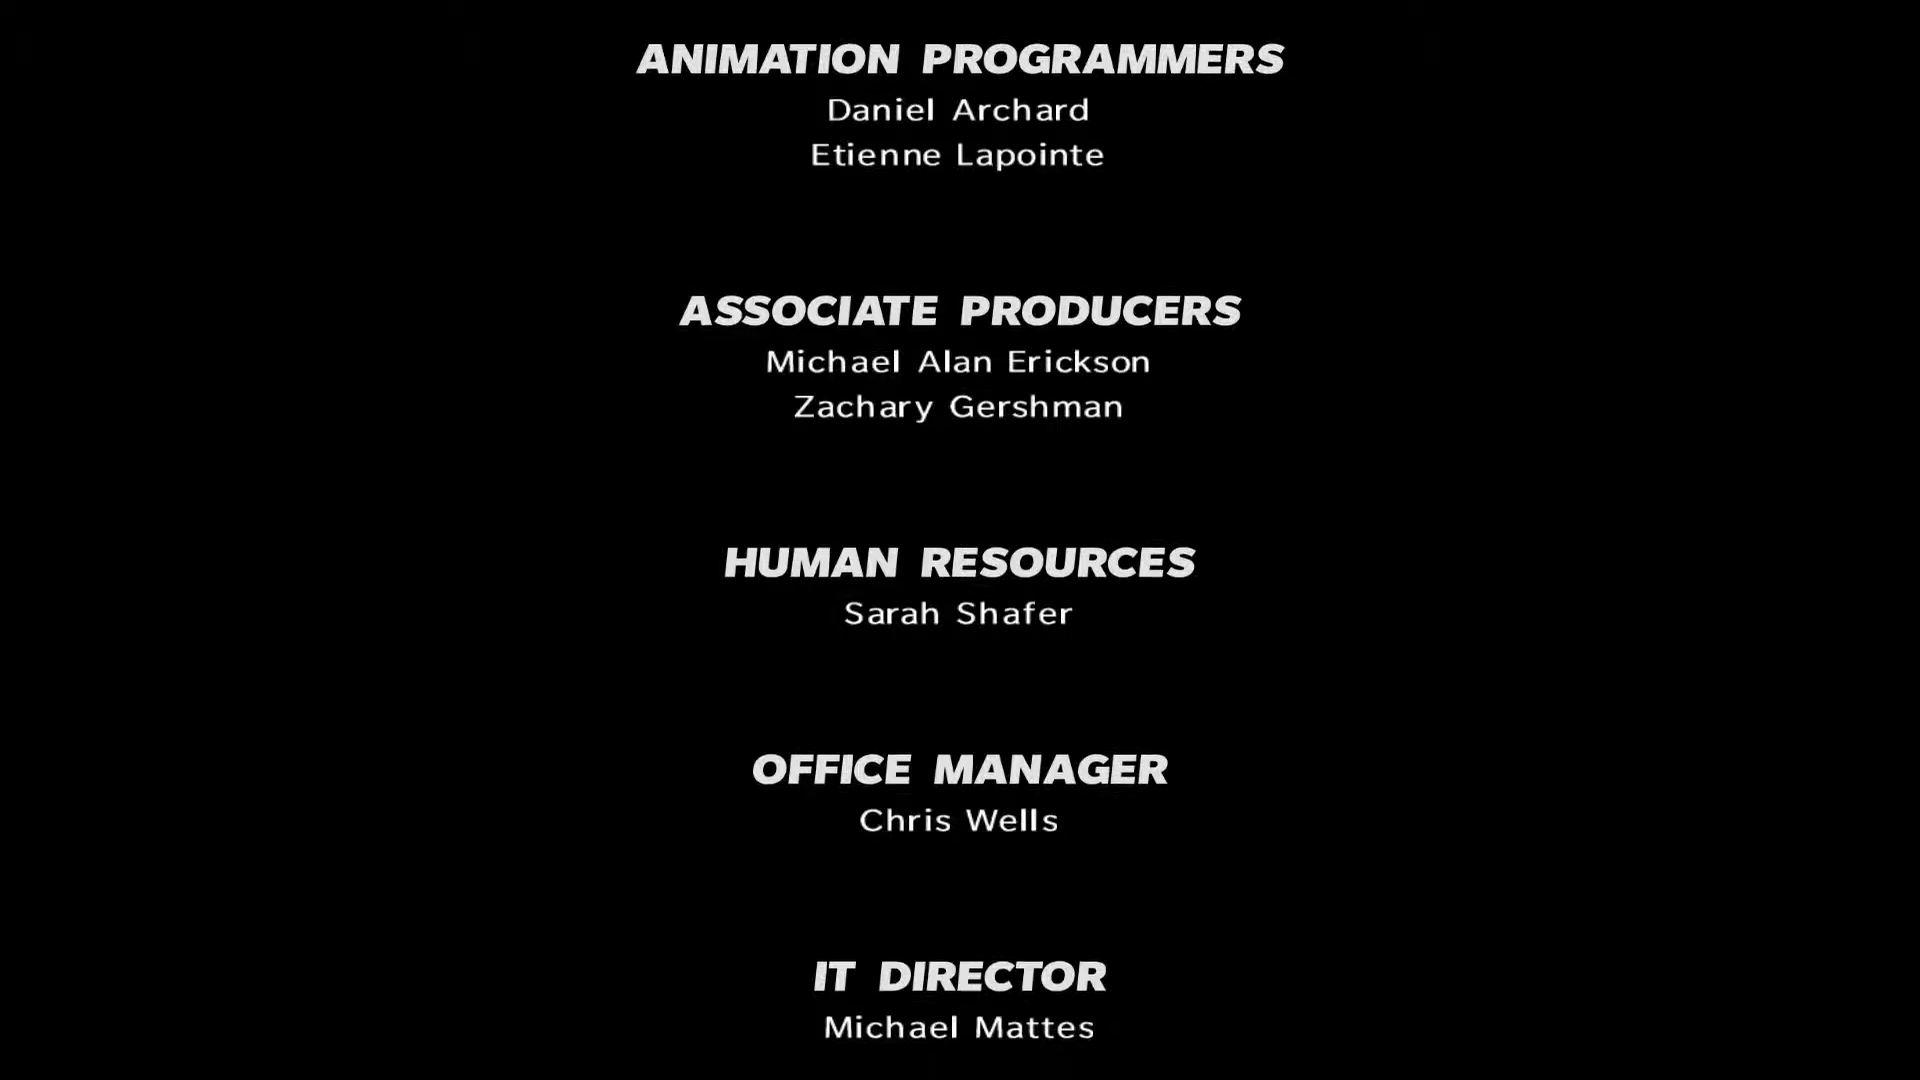 ANIMATION PROGRAMMERS
Daniel Archard
Etienne Lapointe
ASSOCIATE PRODUCERS
Michael Alan Erickson
Zachary Gershman
HUMAN RESOURCES
Sarah Shafer
OFFICE MANAGER
Chris Wells
IT DIRECTOR
Michael Mattes